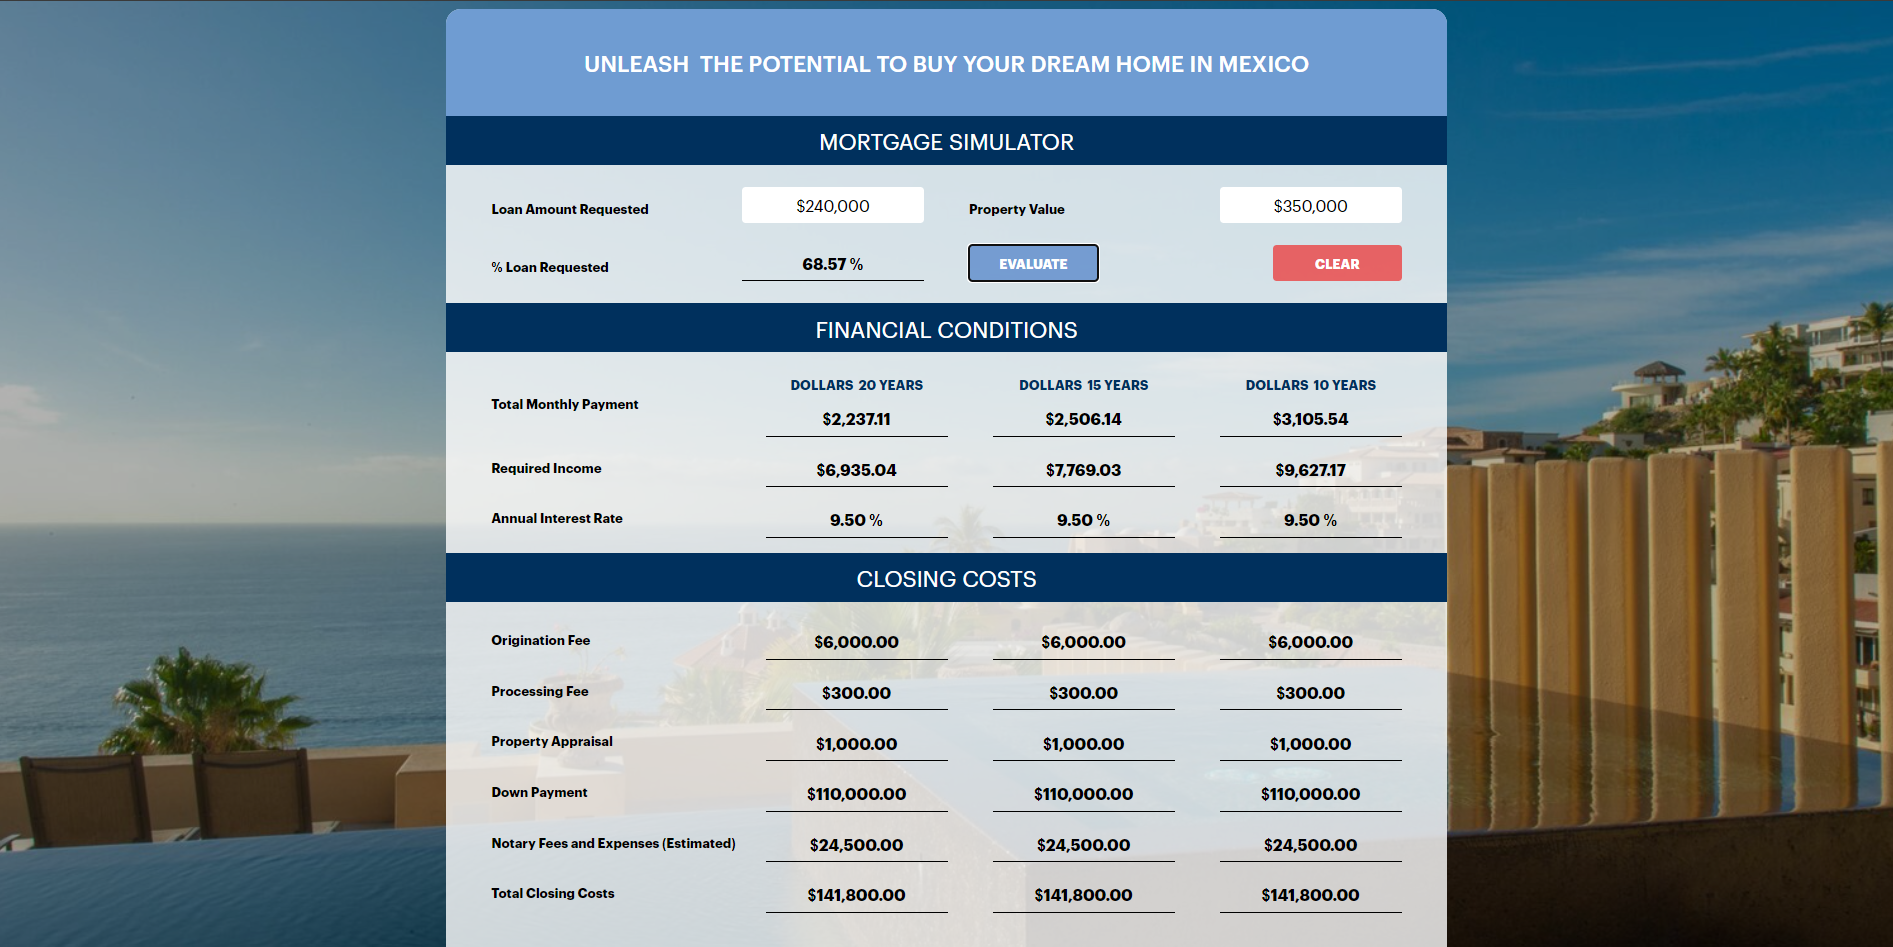 UNLEASH  THE POTENTIAL TO BUY YOUR DREAM HOME IN MEXICO
MORTGAGE SIMULATOR
Loan Amount Requested $240,000 Property Value $350,000
% Loan Requested 68.57 % EVALUATE CLEAR
FINANCIAL CONDITIONS
DOLLARS 20 YEARS DOLLARS 15 YEARS DOLLARS 10 YEARS
Total Monthly Payment $2,237.11 $2,506.14 $3,105.54
Required Income $6,935.04 $7,769.03 $9,627.17
Annual Interest Rate 9.50 % 9.50 % 9.50 %
CLOSING COSTS
Origination Fee $6,000.00 $6,000.00 $6,000.00
Processing Fee $300.00 $300.00 $300.00
Property Appraisal $1,000.00 $1,000.00 $1,000.00
Down Payment $110,000.00 $110,000.00 $110,000.00
Notary Fees and Expenses (Estimated) $24,500.00 $24,500.00 $24,500.00
Total Closing Costs $141,800.00 $141,800.00 $141,800.00